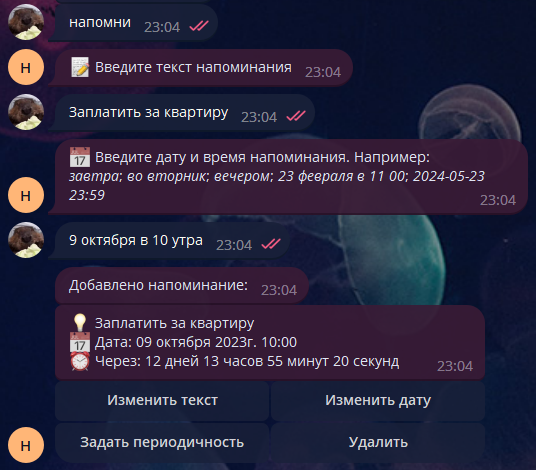 напомни 23:04
Н
📝 Введите текст напоминания 23:04
Заплатить за квартиру 23:04
📅 Введите дату и время напоминания. Например:
завтра; во вторник; вечером; 23 февраля в 11 00; 2024-05-23
23:59
23:04
Н
9 октября в 10 утра 23:04
Добавлено напоминание: 23:04
💡 Заплатить за квартиру
📅 Дата: 09 октября 2023г. 10:00
⏰ Через: 12 дней 13 часов 55 минут 20 секунд 23:04
Изменить текст Изменить дату
Задать периодичность Удалить
Н